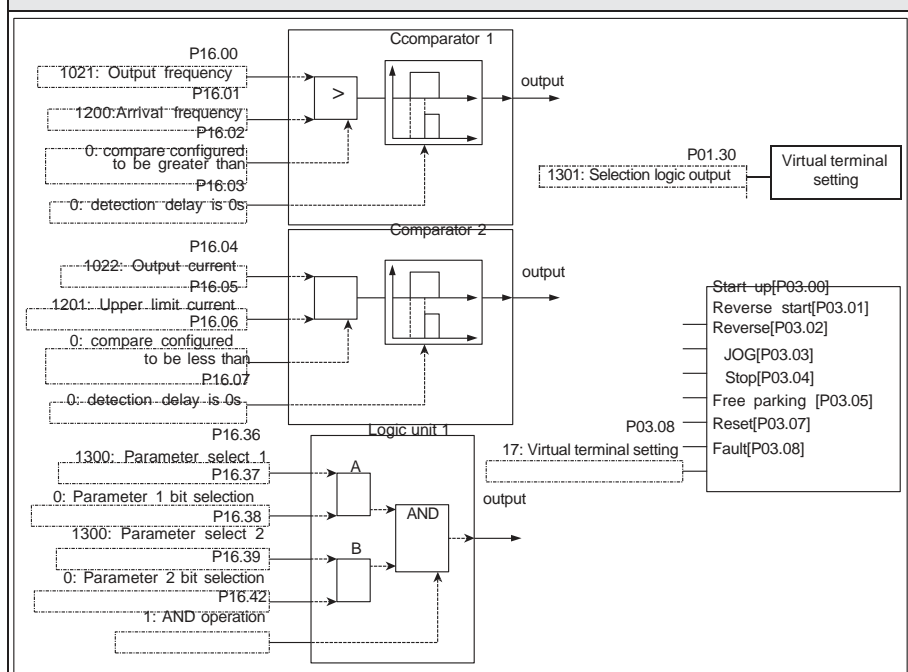 Ccomparator 1
P16.00
1021: Output frequency
P16.01
1200:Arrival frequency
P16.02
0: compare configured
to be greater than
P16.03
0: detection delay is 0s
>
output
P01.30
1301: Selection logic output
Virtual terminal
setting
Comparator 2
P16.04
1022: Output current
P16.05
1201: Upper limit current
P16.06
0: compare configured
to be less than
P16.07
0: detection delay is 0s
output
Start up[P03.00]
Reverse start[P03.01]
Reverse[P03.02]
JOG[P03.03]
Stop[P03.04]
Free parking [P03.05]
Reset[P03.07]
Fault[P03.08]
P03.08
17: Virtual terminal setting
Logic unit 1
P16.36
1300: Parameter select 1
P16.37
0: Parameter 1 bit selection
P16.38
1300: Parameter select 2
P16.39
0: Parameter 2 bit selection
P16.42
1: AND operation
A
B
AND
output